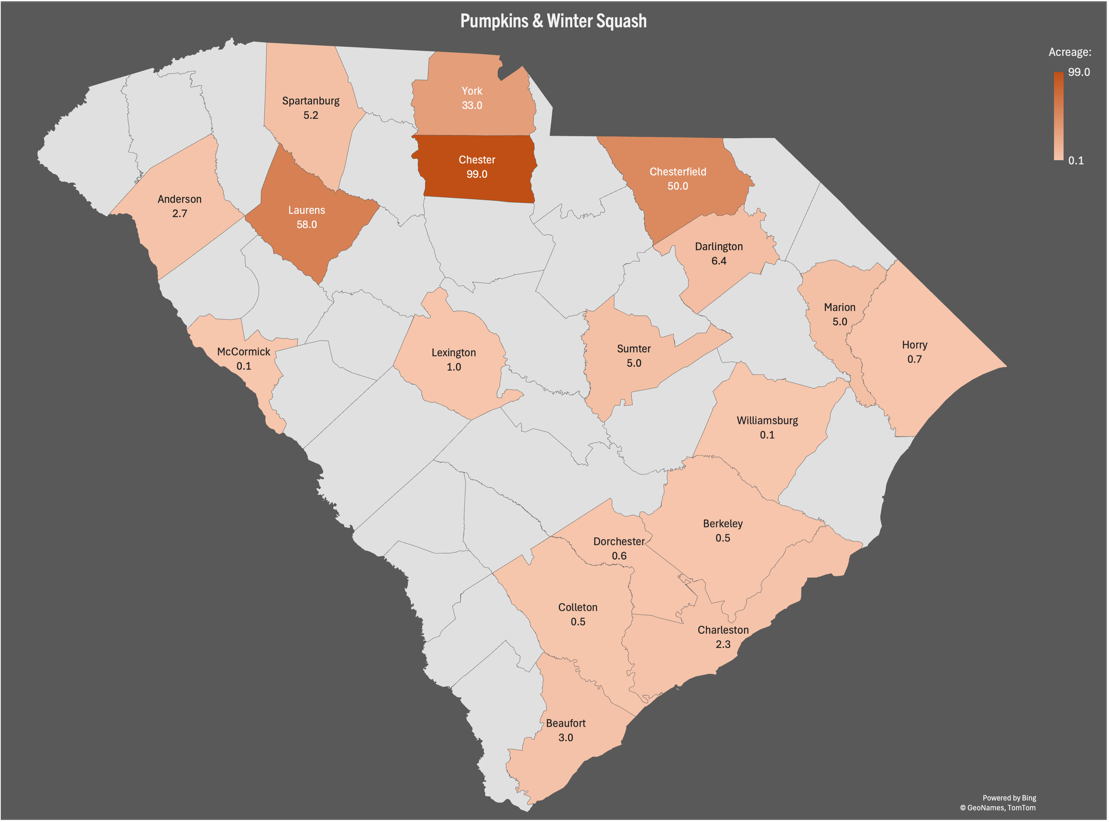 Pumpkins & Winter Squash
Acreage:
99.0
0.1
York
33.0
Spartanburg
5.2
Chester
99.0
Chesterfield
50.0
Anderson
2.7
Laurens
58.0
Darlington
6.4
Marion
5.0
Horry
0.7
McCormick
0.1
Lexington
1.0
Sumter
5.0
Williamsburg
0.1
Berkeley
0.5
Dorchester
0.6
Colleton
0.5
Charleston
2.3
Beaufort
3.0
Powered by Bing
© GeoNames, TomTom